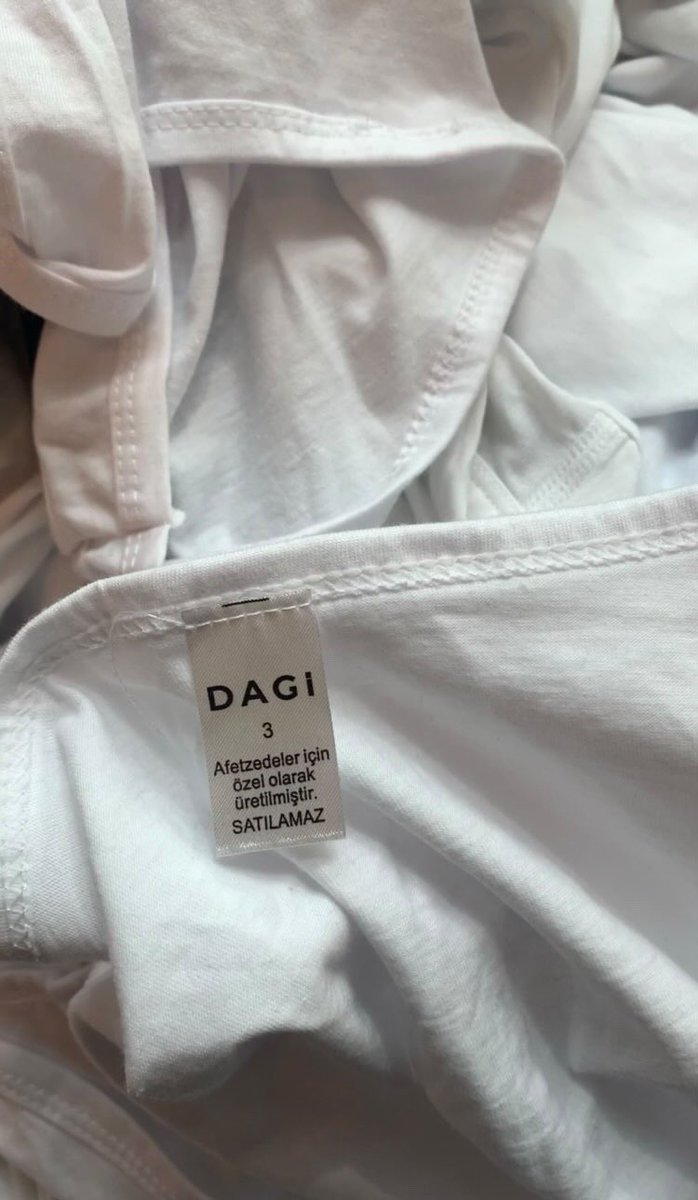 DAGi
3
Afetzedeler için
özel olarak
üretilmiştir.
SATILAMAZ